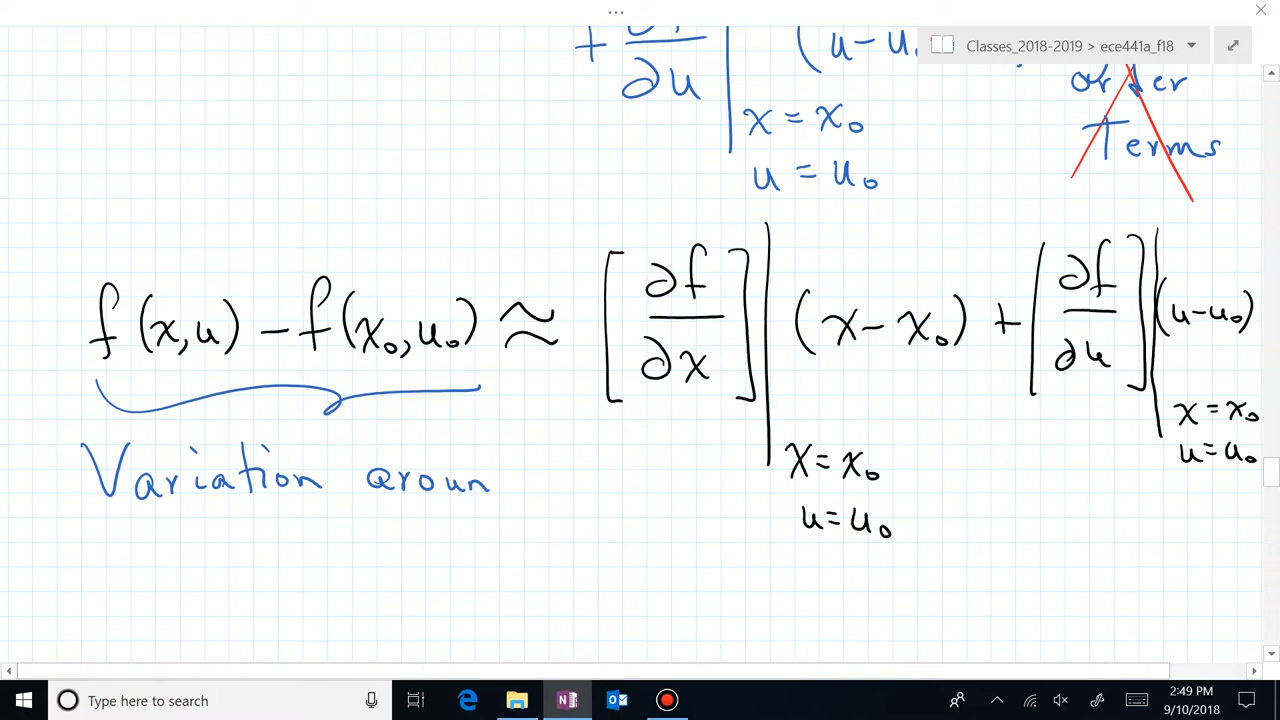 Classes_2018-2019 > ece441a_f18
+ ∂u | (u-u
x = x₀
u = u₀
order
Terms
f(x,u) - f(x₀,u₀) ≈ [∂f/∂x] | (x - x₀) + [∂f/∂u] | (u-u₀)
x = x₀
u = u₀
x = x₀
u = u₀
Variation aroun
Type here to search
2:49 PM
9/10/2018